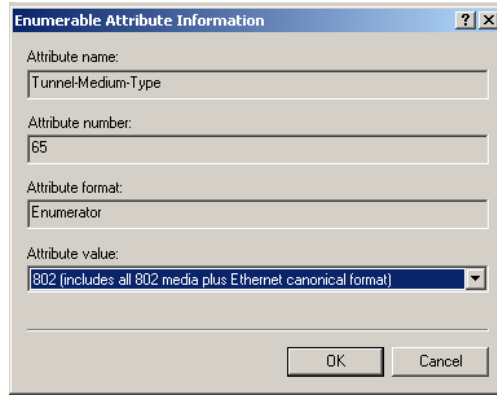 Enumerable Attribute Information
Attribute name:
Tunnel-Medium-Type
Attribute number:
65
Attribute format:
Enumerator
Attribute value:
802 (includes all 802 media plus Ethernet canonical format)
OK Cancel